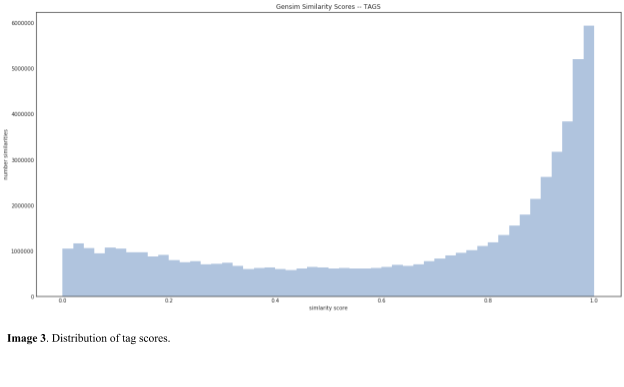 Gensim Similarity Scores -- TAGS
6000000
5000000
4000000
3000000
2000000
1000000
0
number similarities
0.0 0.2 0.4 0.6 0.8 1.0
similarity score
Image 3. Distribution of tag scores.